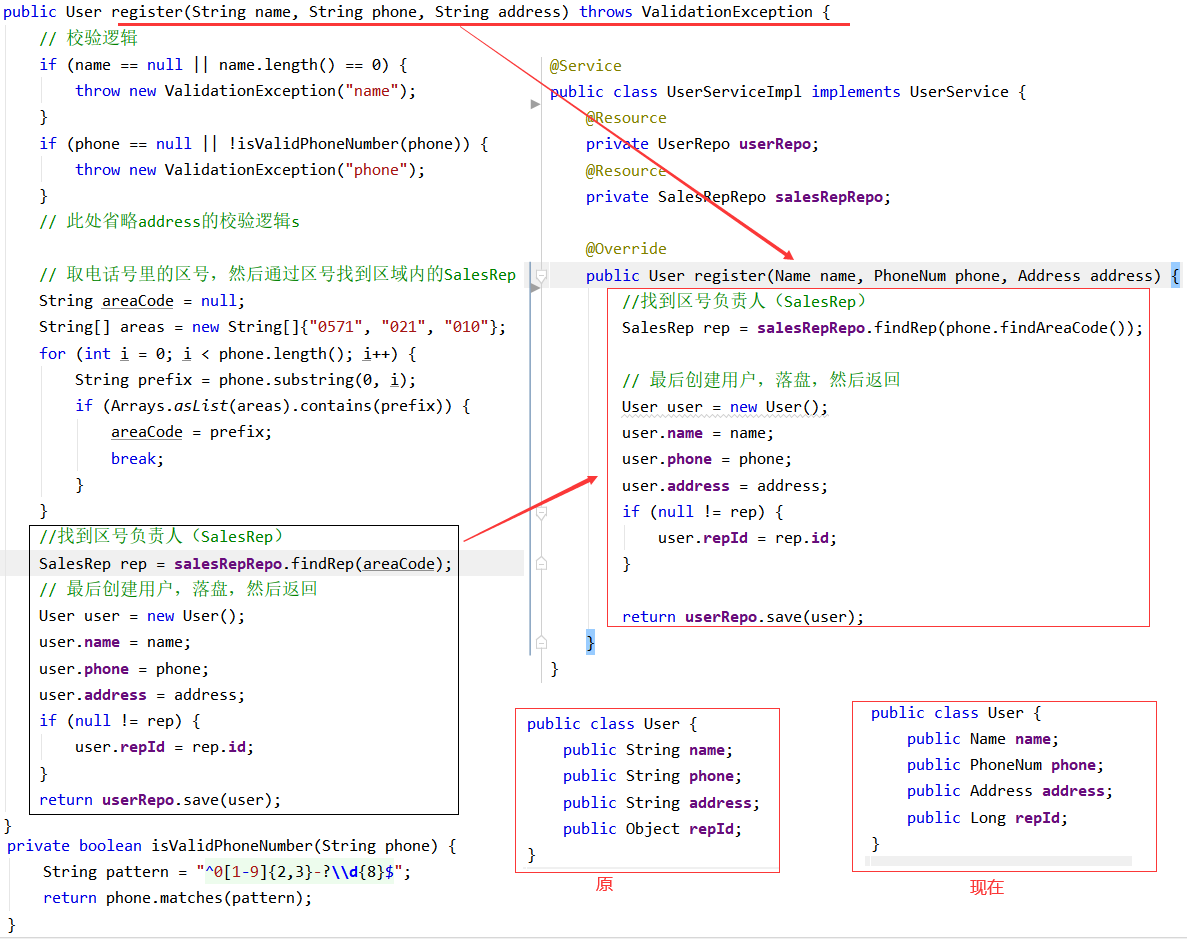 public User register(String name, String phone, String address) throws ValidationException {
// 校验逻辑
if (name == null || name.length() == 0) {
throw new ValidationException("name");
}
if (phone == null || !isValidPhoneNumber(phone)) {
throw new ValidationException("phone");
}
// 此处省略address的校验逻辑s
// 取电话号里的区号，然后通过区号找到区域内的SalesRep
String areaCode = null;
String[] areas = new String[]{"0571", "021", "010"};
for (int i = 0; i < phone.length(); i++) {
String prefix = phone.substring(0, i);
if (Arrays.asList(areas).contains(prefix)) {
areaCode = prefix;
break;
}
}
//找到区号负责人（SalesRep）
SalesRep rep = salesRepRepo.findRep(areaCode);
// 最后创建用户，落盘，然后返回
User user = new User();
user.name = name;
user.phone = phone;
user.address = address;
if (null != rep) {
user.repId = rep.id;
}
return userRepo.save(user);
}
private boolean isValidPhoneNumber(String phone) {
String pattern = "^0[1-9]{2,3}-?\\d{8}$";
return phone.matches(pattern);
}
@Service
public class UserServiceImpl implements UserService {
@Resource
private UserRepo userRepo;
@Resource
private SalesRepRepo salesRepRepo;
@Override
public User register(Name name, PhoneNum phone, Address address) {
//找到区号负责人（SalesRep）
SalesRep rep = salesRepRepo.findRep(phone.findAreaCode());
// 最后创建用户，落盘，然后返回
User user = new User();
user.name = name;
user.phone = phone;
user.address = address;
if (null != rep) {
user.repId = rep.id;
}
return userRepo.save(user);
}
}
public class User {
public String name;
public String phone;
public String address;
public Object repId;
}
原
public class User {
public Name name;
public PhoneNum phone;
public Address address;
public Long repId;
}
现在